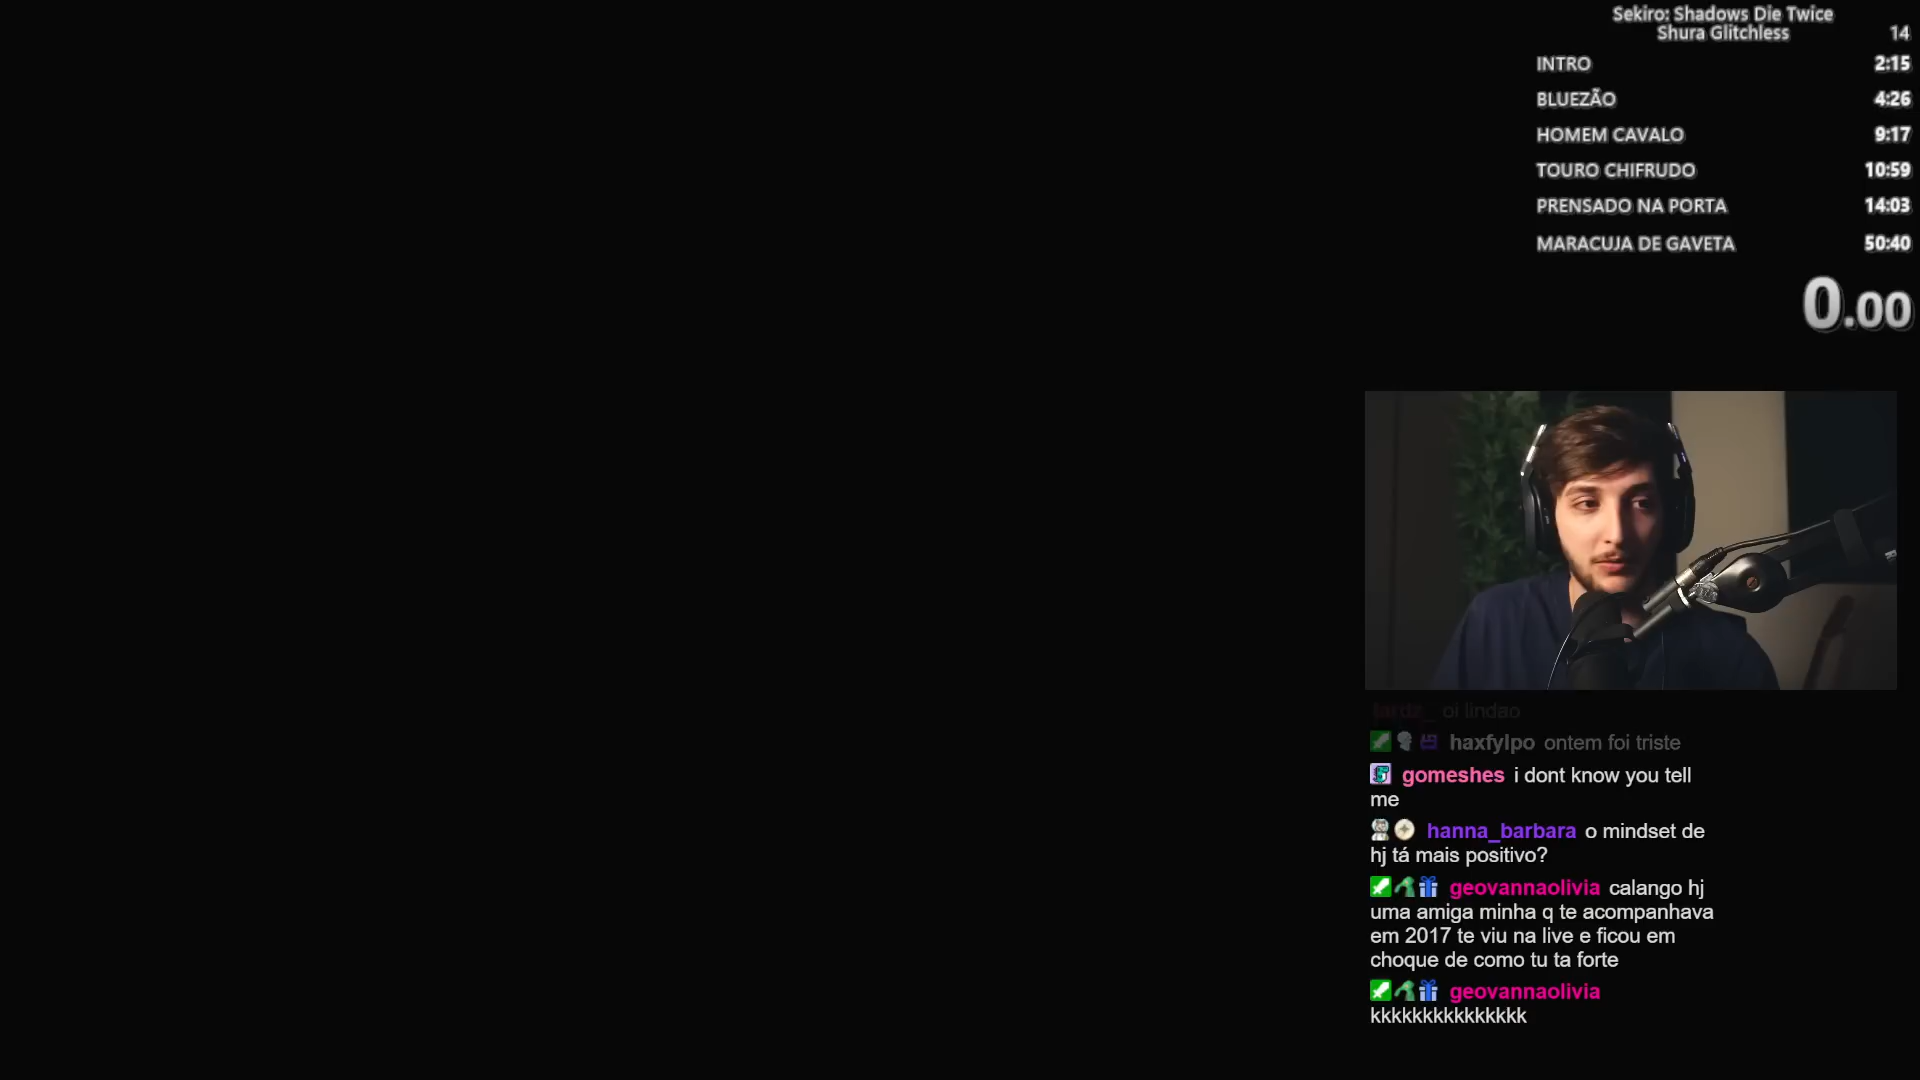 Sekiro: Shadows Die Twice
Shura Glitchless 14
INTRO 2:15
BLUEZÃO 4:26
HOMEM CAVALO 9:17
TOURO CHIFRUDO 10:59
PRENSADO NA PORTA 14:03
MARACUJA DE GAVETA 50:40
0.00
oi lindao
haxfylpo ontem foi triste
gomeshes i dont know you tell
me
hanna_barbara o mindset de
hj tá mais positivo?
geovannaolivia calango hj
uma amiga minha q te acompanhava
em 2017 te viu na live e ficou em
choque de como tu ta forte
geovannaolivia
kkkkkkkkkkkkkkk